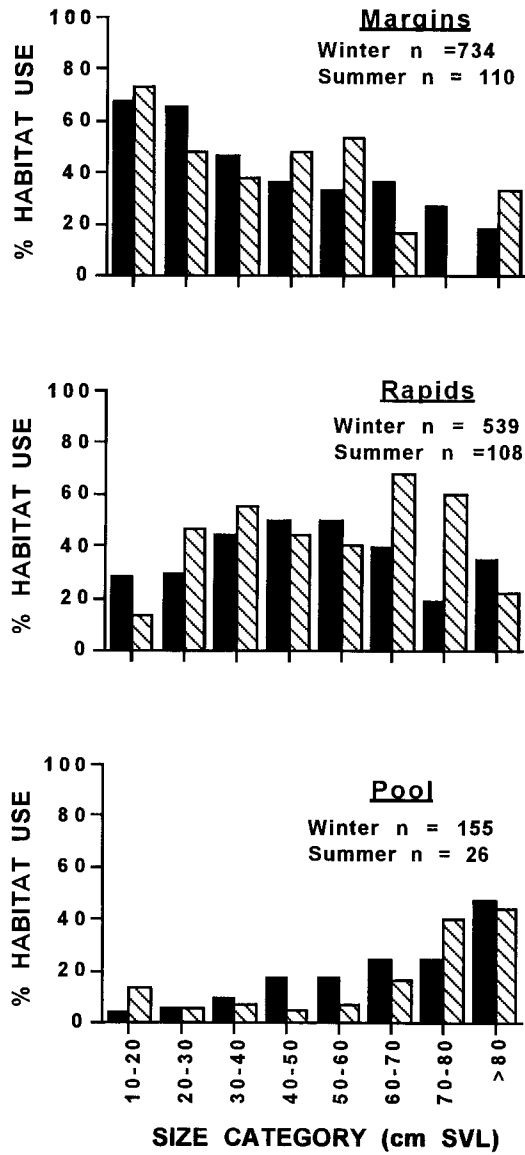 Margins
Winter n =734
Summer n = 110
100
80
60
40
20
0
% HABITAT USE
Rapids
Winter n = 539
Summer n =108
100
80
60
40
20
0
% HABITAT USE
Pool
Winter n = 155
Summer n = 26
100
80
60
40
20
0
% HABITAT USE
10-20
20-30
30-40
40-50
50-60
60-70
70-80
>80
SIZE CATEGORY (cm SVL)